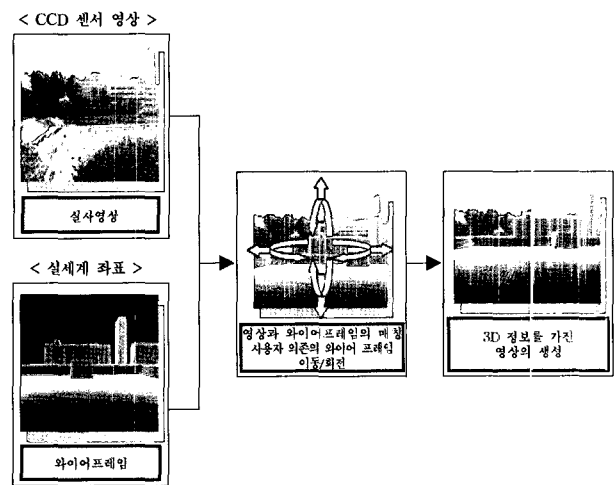 < CCD 센서 영상 >
실사영상
< 실세계 좌표 >
와이어프레임
영상과 와이어프레임의 매칭
사용자 의존의 와이어 프레임
이동/회전
3D 정보를 가진
영상의 생성